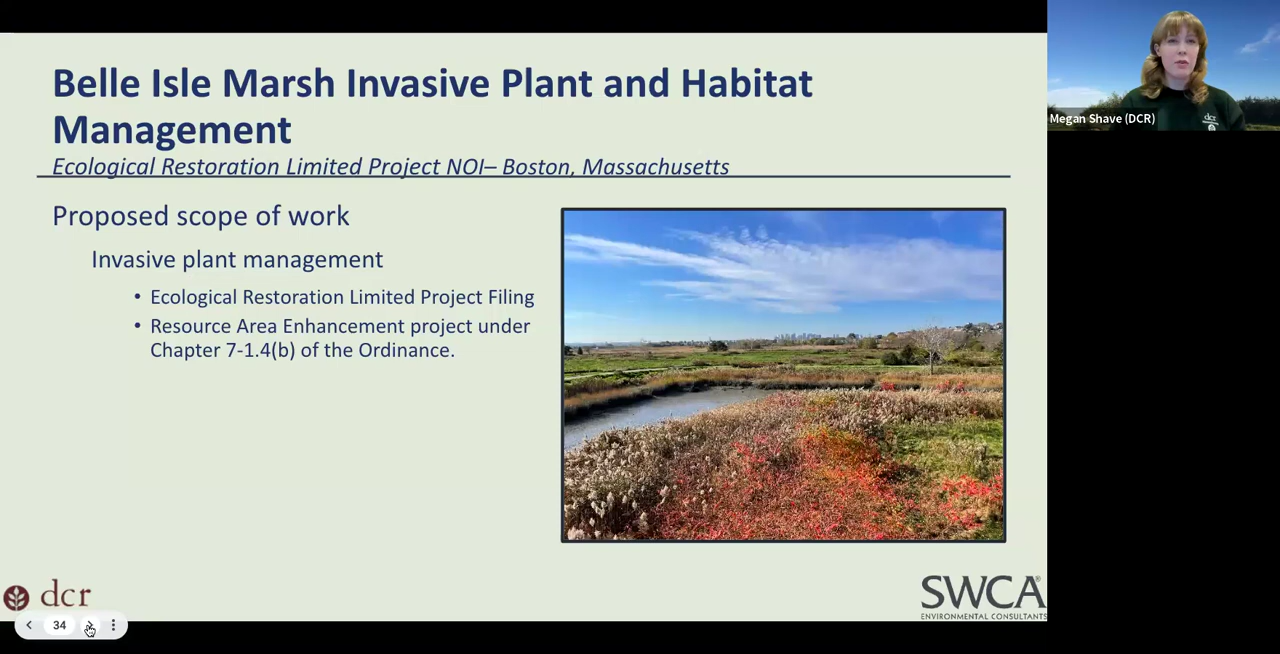 Belle Isle Marsh Invasive Plant and Habitat
Management
Ecological Restoration Limited Project NOI– Boston, Massachusetts
Proposed scope of work
Invasive plant management
• Ecological Restoration Limited Project Filing
• Resource Area Enhancement project under
Chapter 7-1.4(b) of the Ordinance.
dcr
34
SWCA
ENVIRONMENTAL CONSULTANTS
dcr
Megan Shave (DCR)